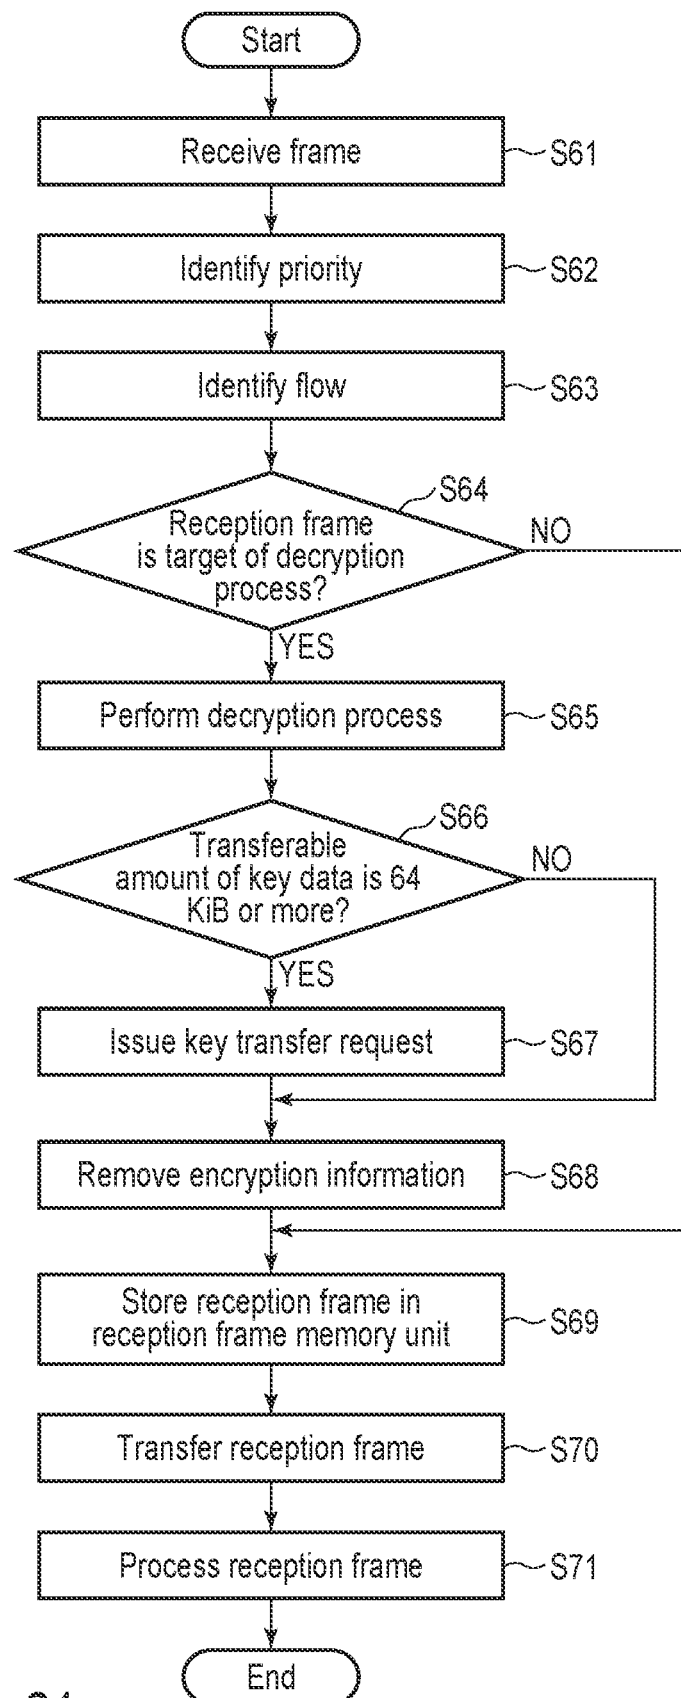 Start
Receive frame
S61
Identify priority
S62
Identify flow
S63
S64
Reception frame
is target of decryption
process?
NO
YES
Perform decryption process
S65
S66
Transferable
amount of key data is 64
KiB or more?
NO
YES
Issue key transfer request
S67
Remove encryption information
S68
Store reception frame in
reception frame memory unit
S69
Transfer reception frame
S70
Process reception frame
S71
End